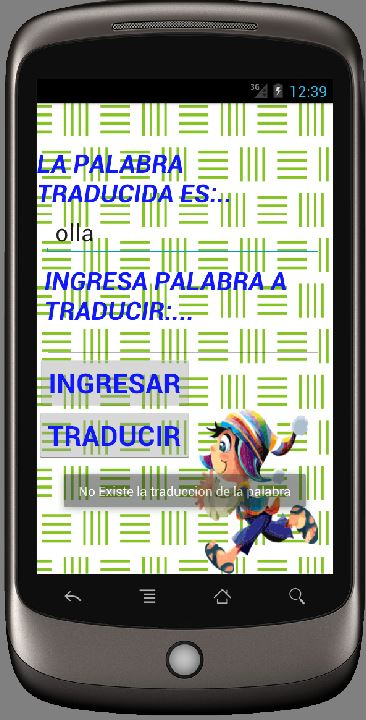 3G 12:39
LA PALABRA
TRADUCIDA ES:..
olla
INGRESA PALABRA A
TRADUCIR:...
INGRESAR
TRADUCIR
No Existe la traduccion de la palabra